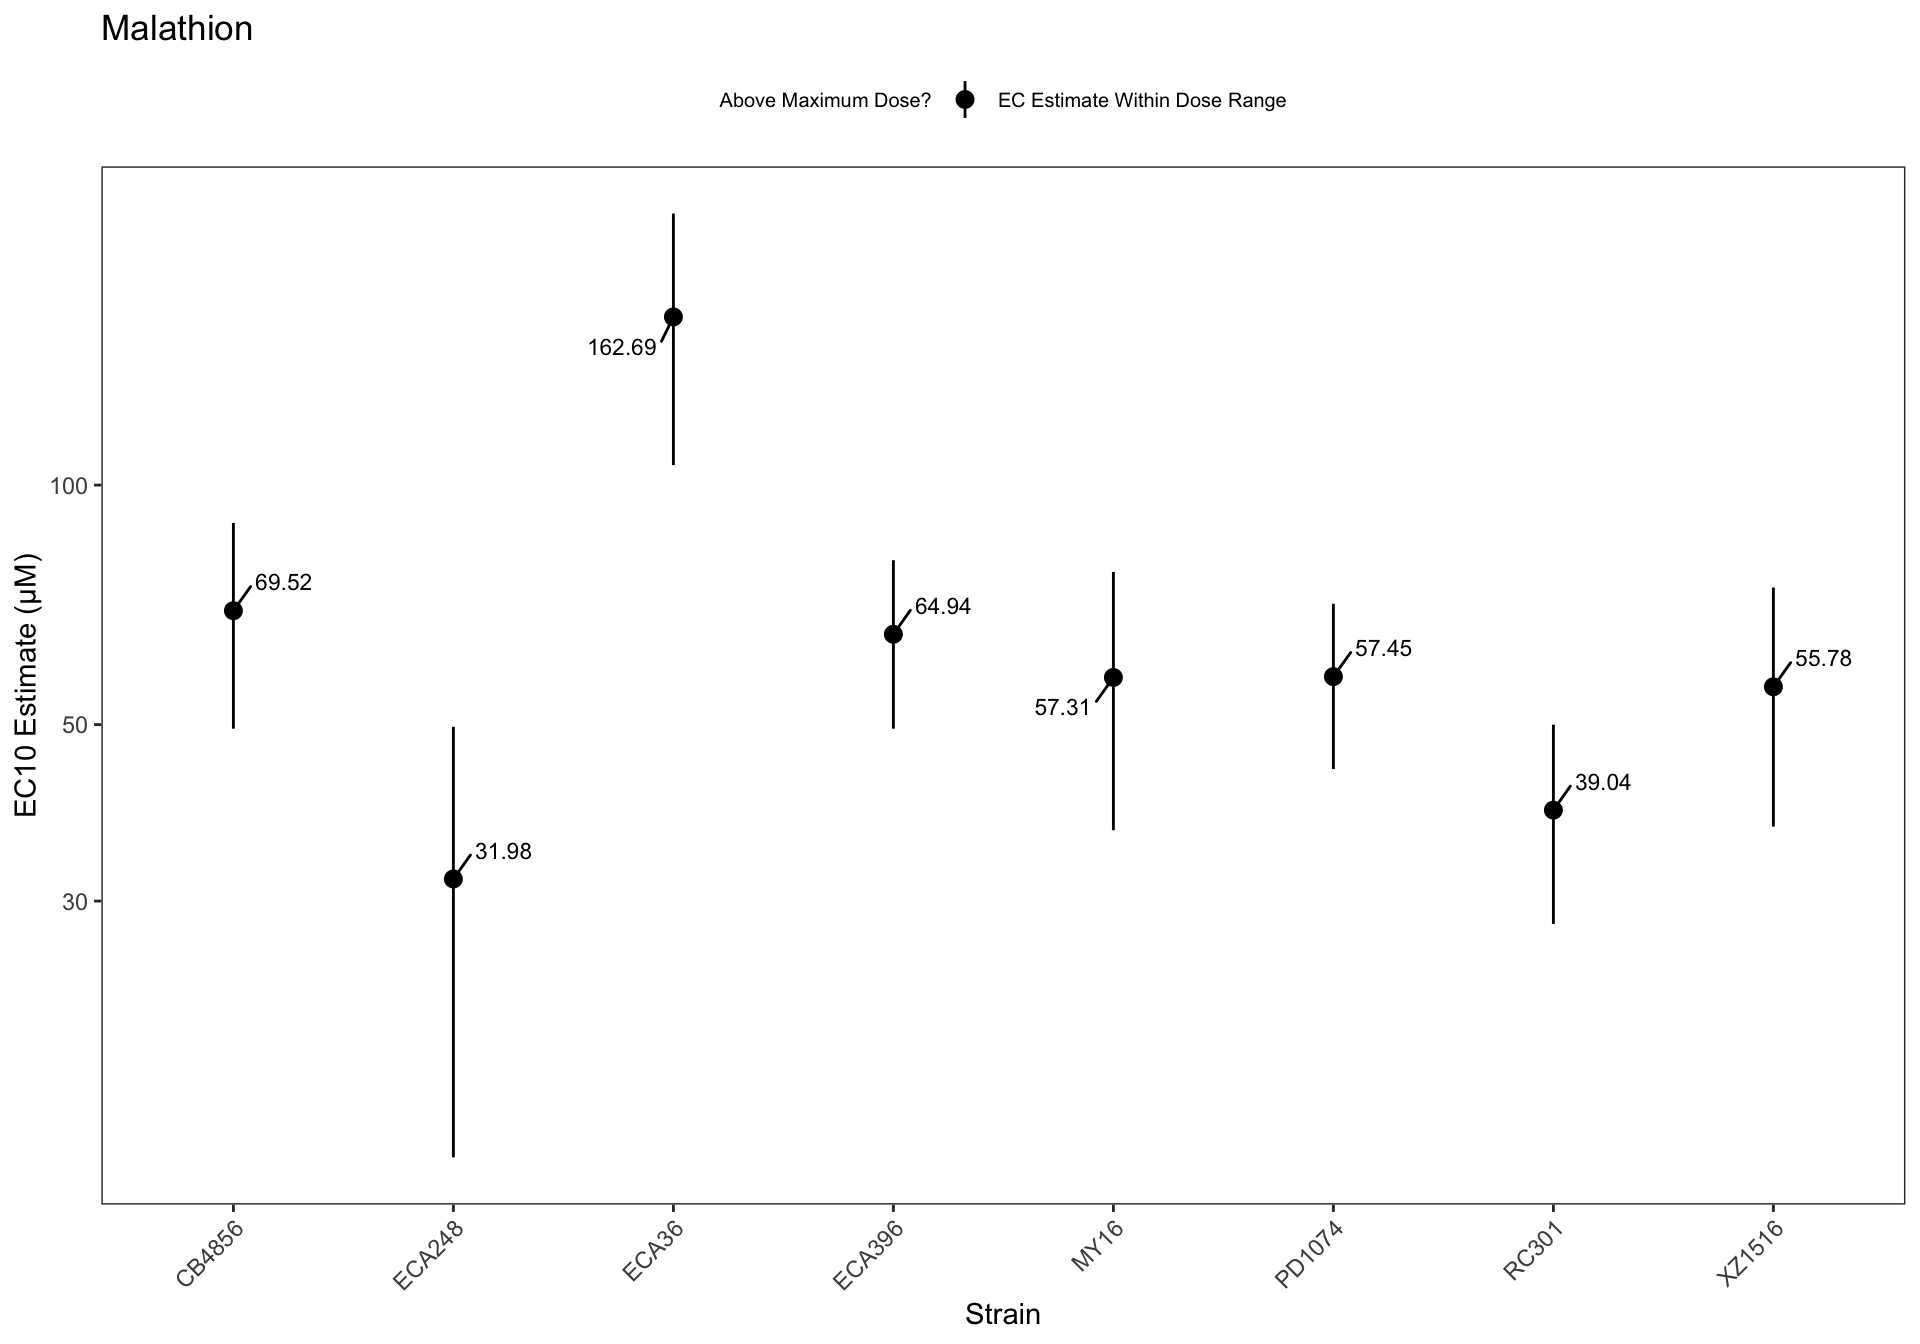 Malathion
Above Maximum Dose? EC Estimate Within Dose Range
EC10 Estimate (µM)
100
50
30
162.69
69.52
64.94
57.45
55.78
57.31
39.04
31.98
CB4856
ECA248
ECA36
ECA396
MY16
PD1074
RC301
XZ1516
Strain